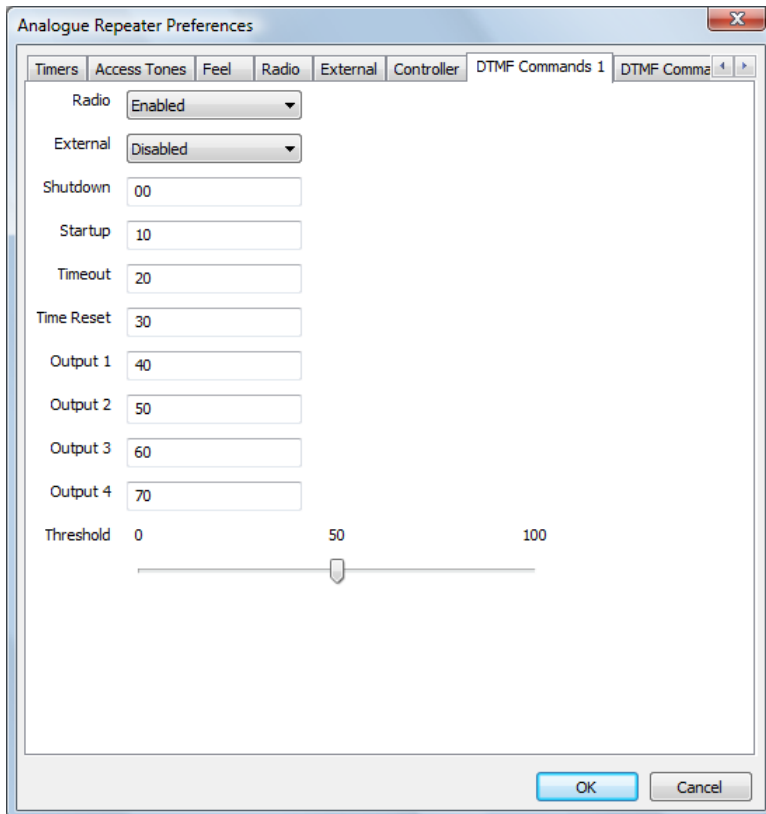 Analogue Repeater Preferences
Timers Access Tones Feel Radio External Controller DTMF Commands 1 DTMF Comma
Radio Enabled
External Disabled
Shutdown 00
Startup 10
Timeout 20
Time Reset 30
Output 1 40
Output 2 50
Output 3 60
Output 4 70
Threshold 0 50 100
OK Cancel